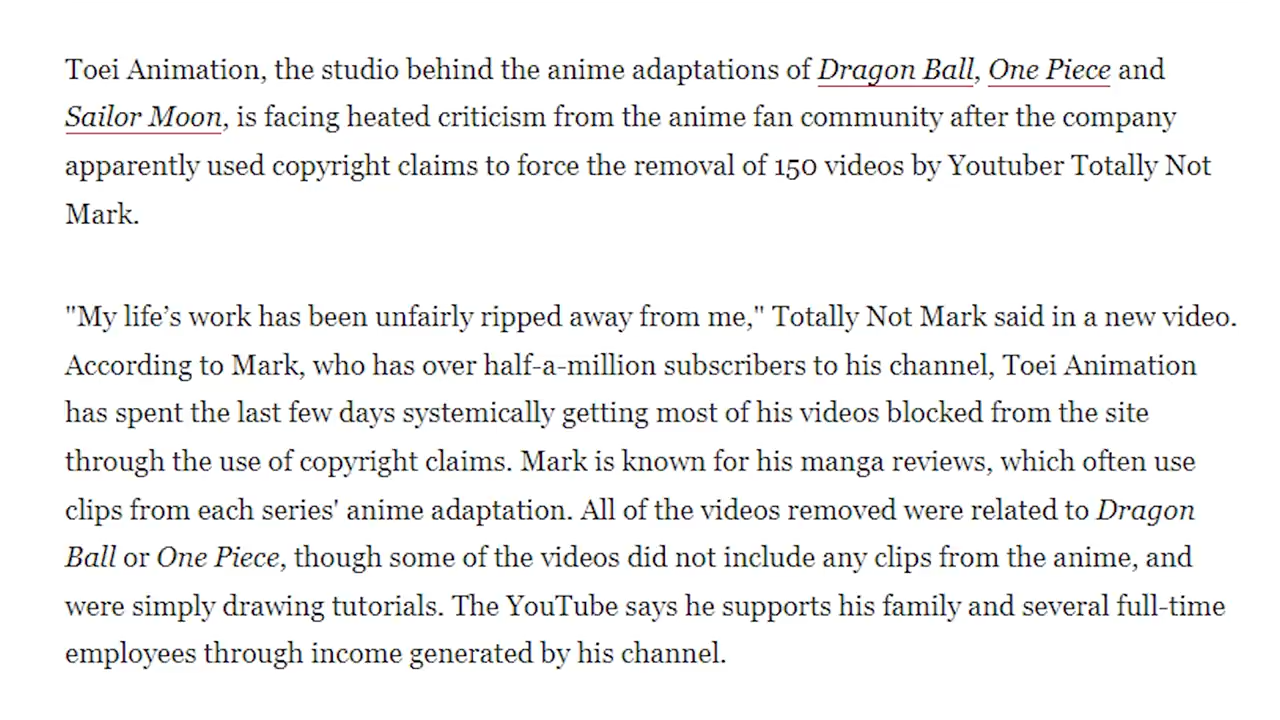 Toei Animation, the studio behind the anime adaptations of Dragon Ball, One Piece and
Sailor Moon, is facing heated criticism from the anime fan community after the company
apparently used copyright claims to force the removal of 150 videos by Youtuber Totally Not
Mark.
"My life’s work has been unfairly ripped away from me," Totally Not Mark said in a new video.
According to Mark, who has over half-a-million subscribers to his channel, Toei Animation
has spent the last few days systemically getting most of his videos blocked from the site
through the use of copyright claims. Mark is known for his manga reviews, which often use
clips from each series' anime adaptation. All of the videos removed were related to Dragon
Ball or One Piece, though some of the videos did not include any clips from the anime, and
were simply drawing tutorials. The YouTube says he supports his family and several full-time
employees through income generated by his channel.